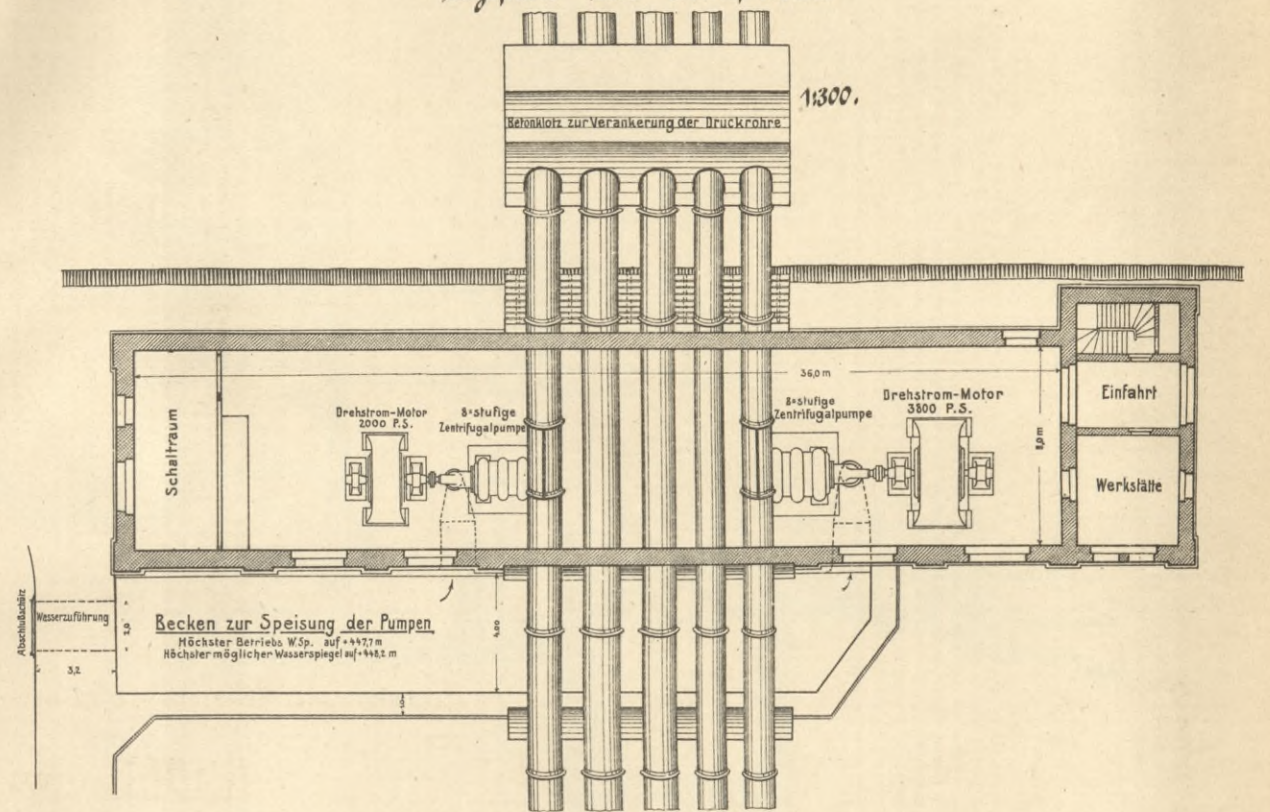 1:300.
Betonklotz zur Verankerung der Druckrohre
36,0 m
Drehstrom-Motor
2000 P.S.
8=stufige
Zentrifugalpumpe
8=stufige
Zentrifugalpumpe
Drehstrom-Motor
3800 P.S.
Einfahrt
8,0 m
Schaltraum
Werkstätte
Abschlußschütz
Wasserzuführung
2,0
3,2
Becken zur Speisung der Pumpen
Höchster Betriebs W.Sp. auf + 447,7 m
Höchster möglicher Wasserspiegel auf + 448,2 m
4,00